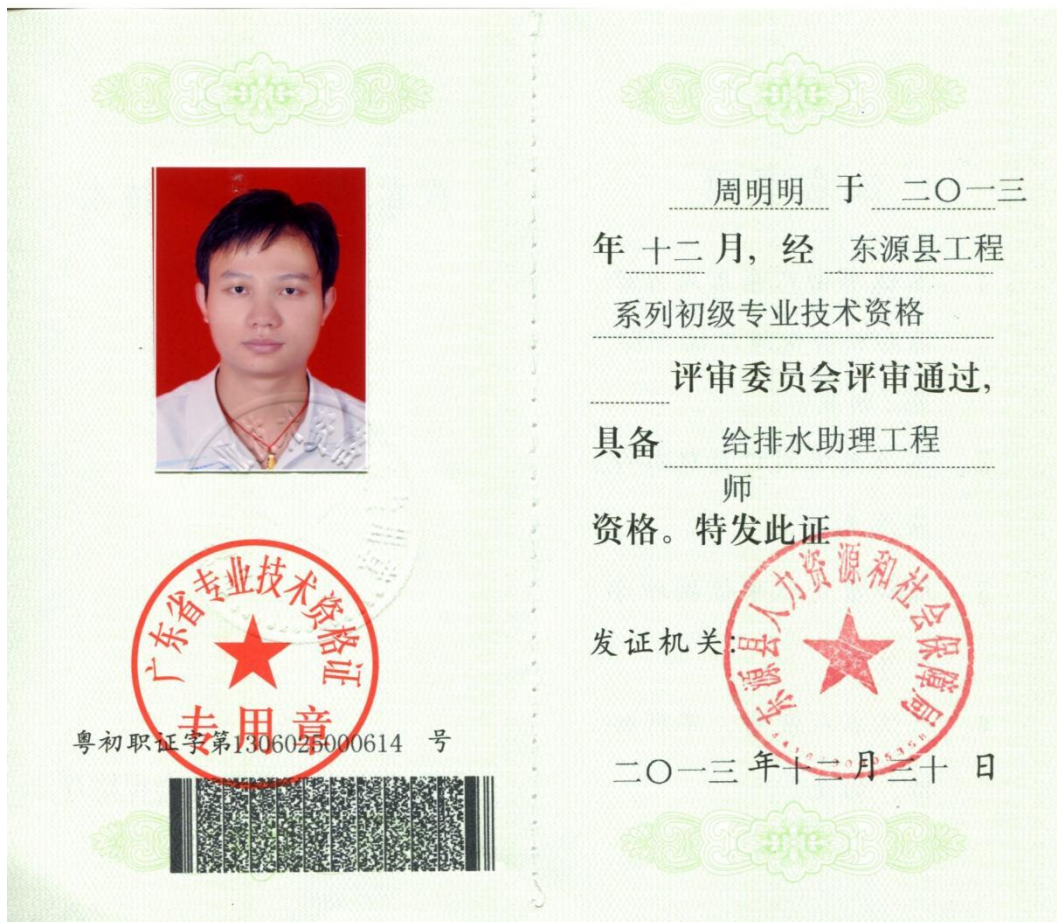 广东省专业技术资格证
专用章
粤初职证字第1306025000614 号
周明明 于 二〇一三
年 十二 月，经 东源县工程
系列初级专业技术资格
评审委员会评审通过，
具备 给排水助理工程
师
资格。特发此证
发证机关：
东源县人力资源和社会保障局
二〇一三 年十二月三十 日